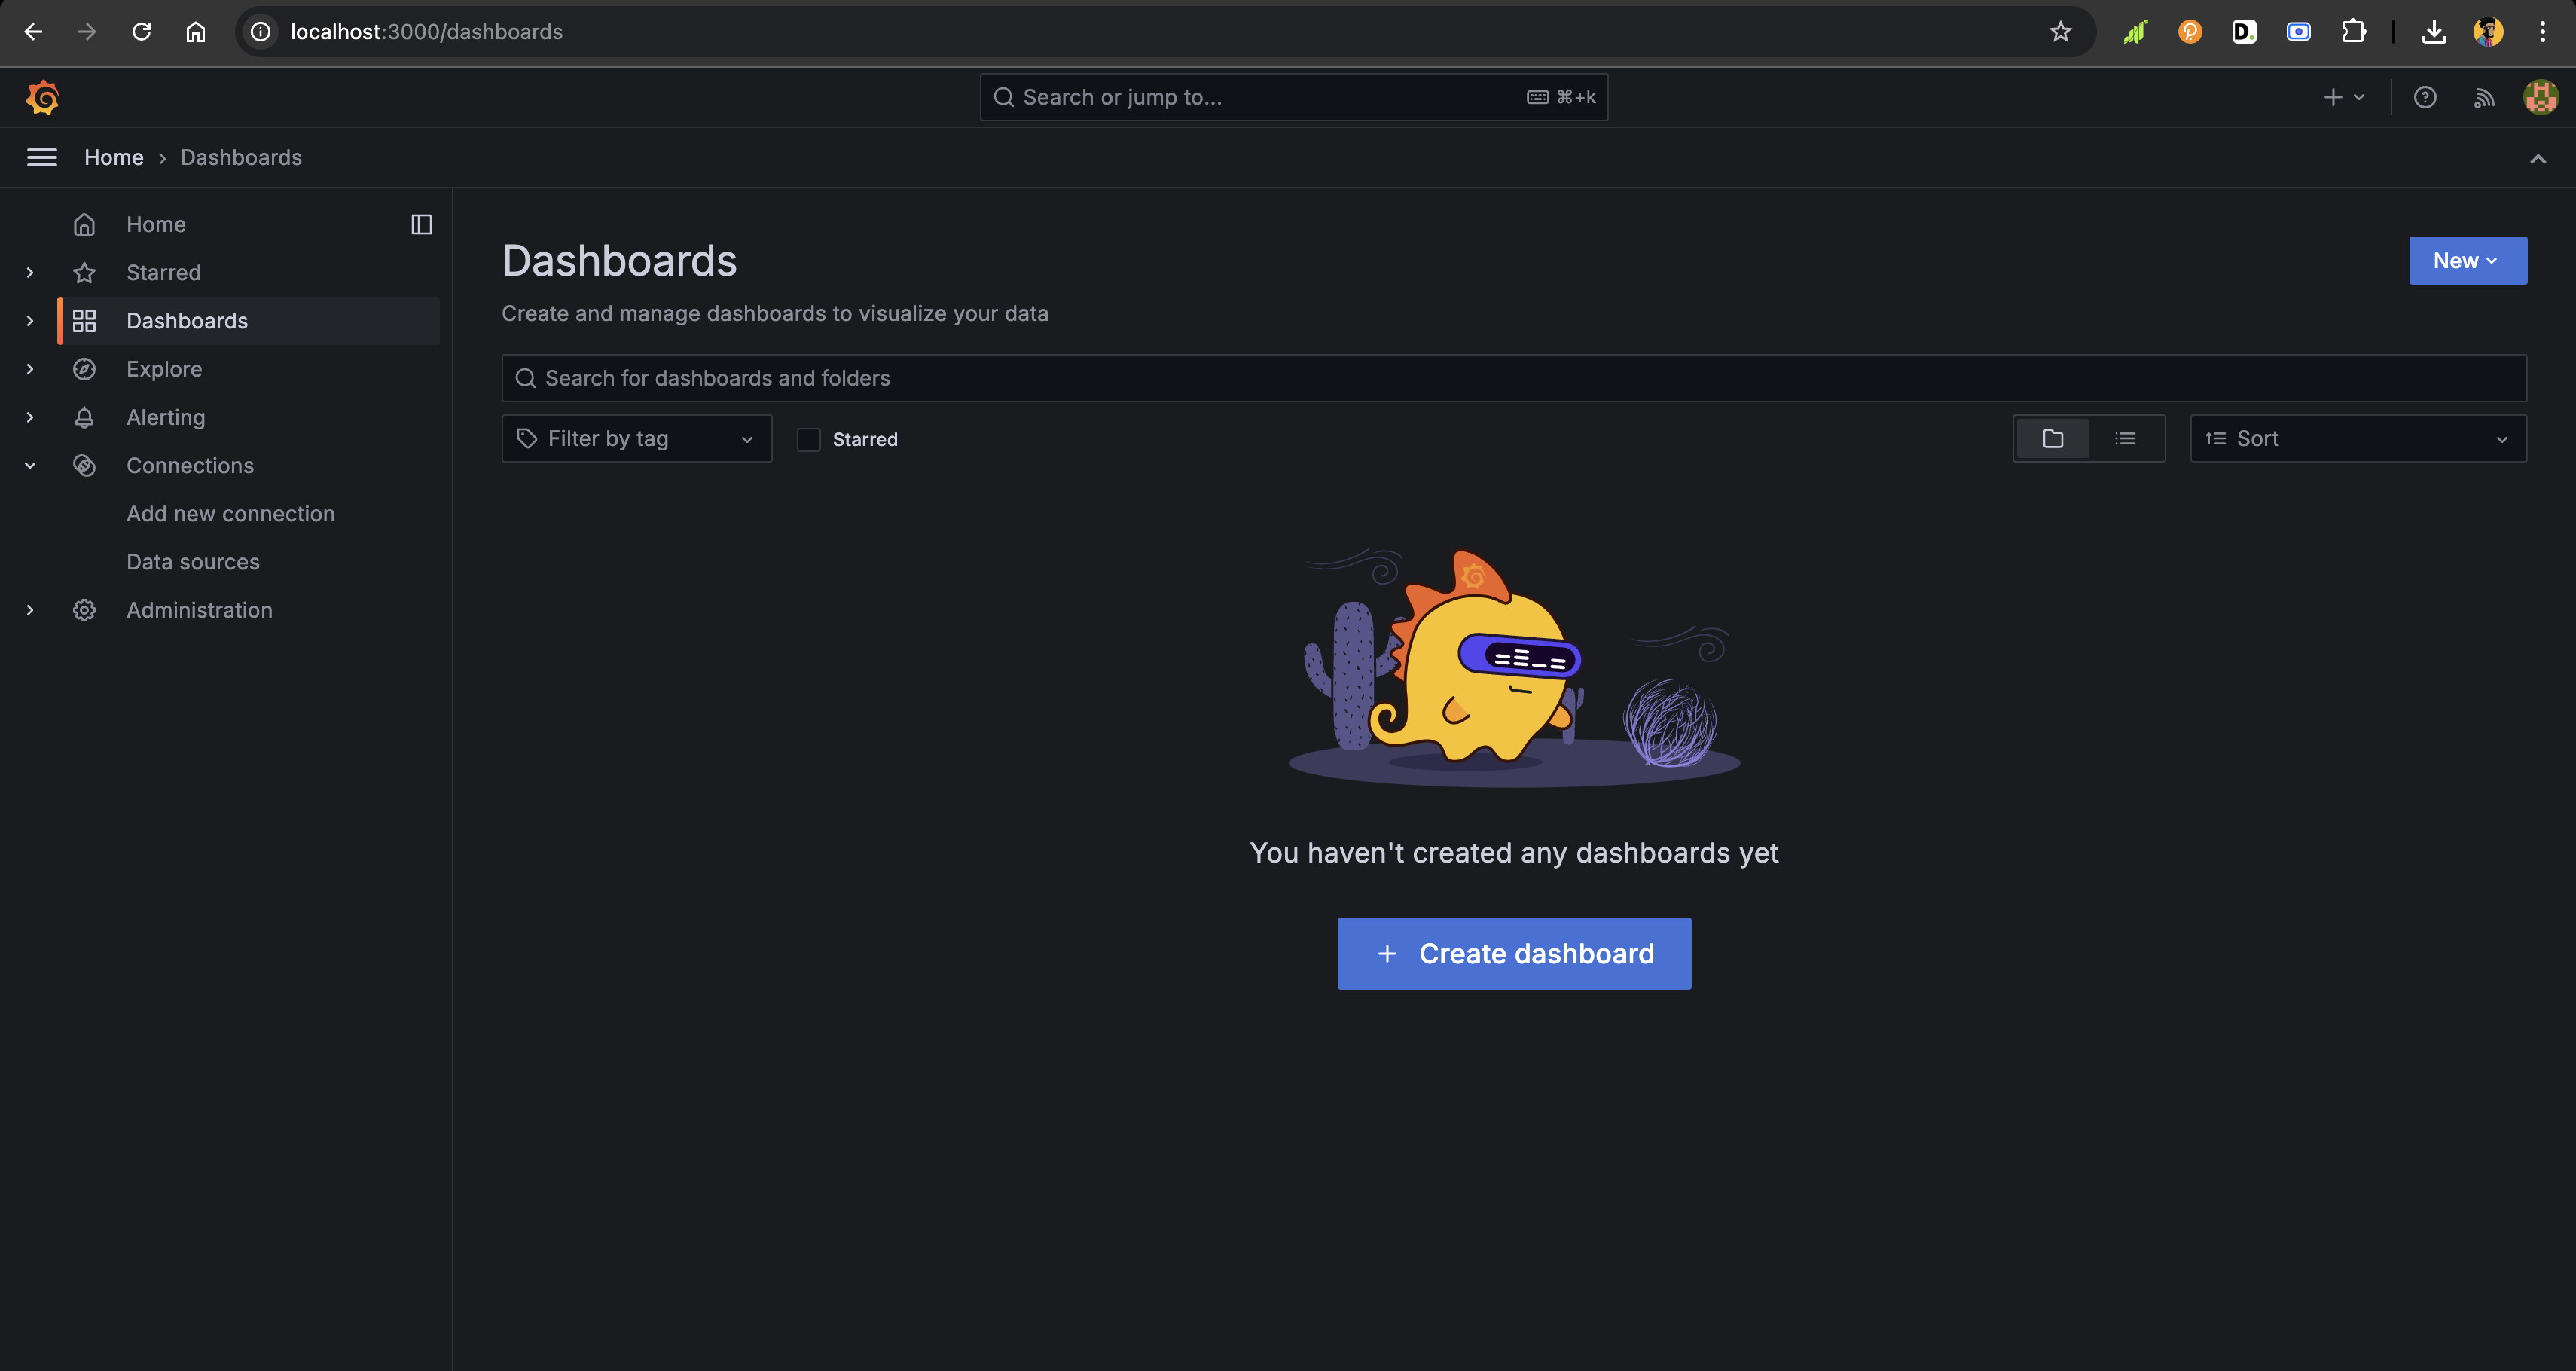 localhost:3000/dashboards
Search or jump to...
⌘+k
Home
Dashboards
Home
Starred
Dashboards
Explore
Alerting
Connections
Add new connection
Data sources
Administration
Dashboards
New
Create and manage dashboards to visualize your data
Search for dashboards and folders
Filter by tag
Starred
Sort
You haven't created any dashboards yet
Create dashboard